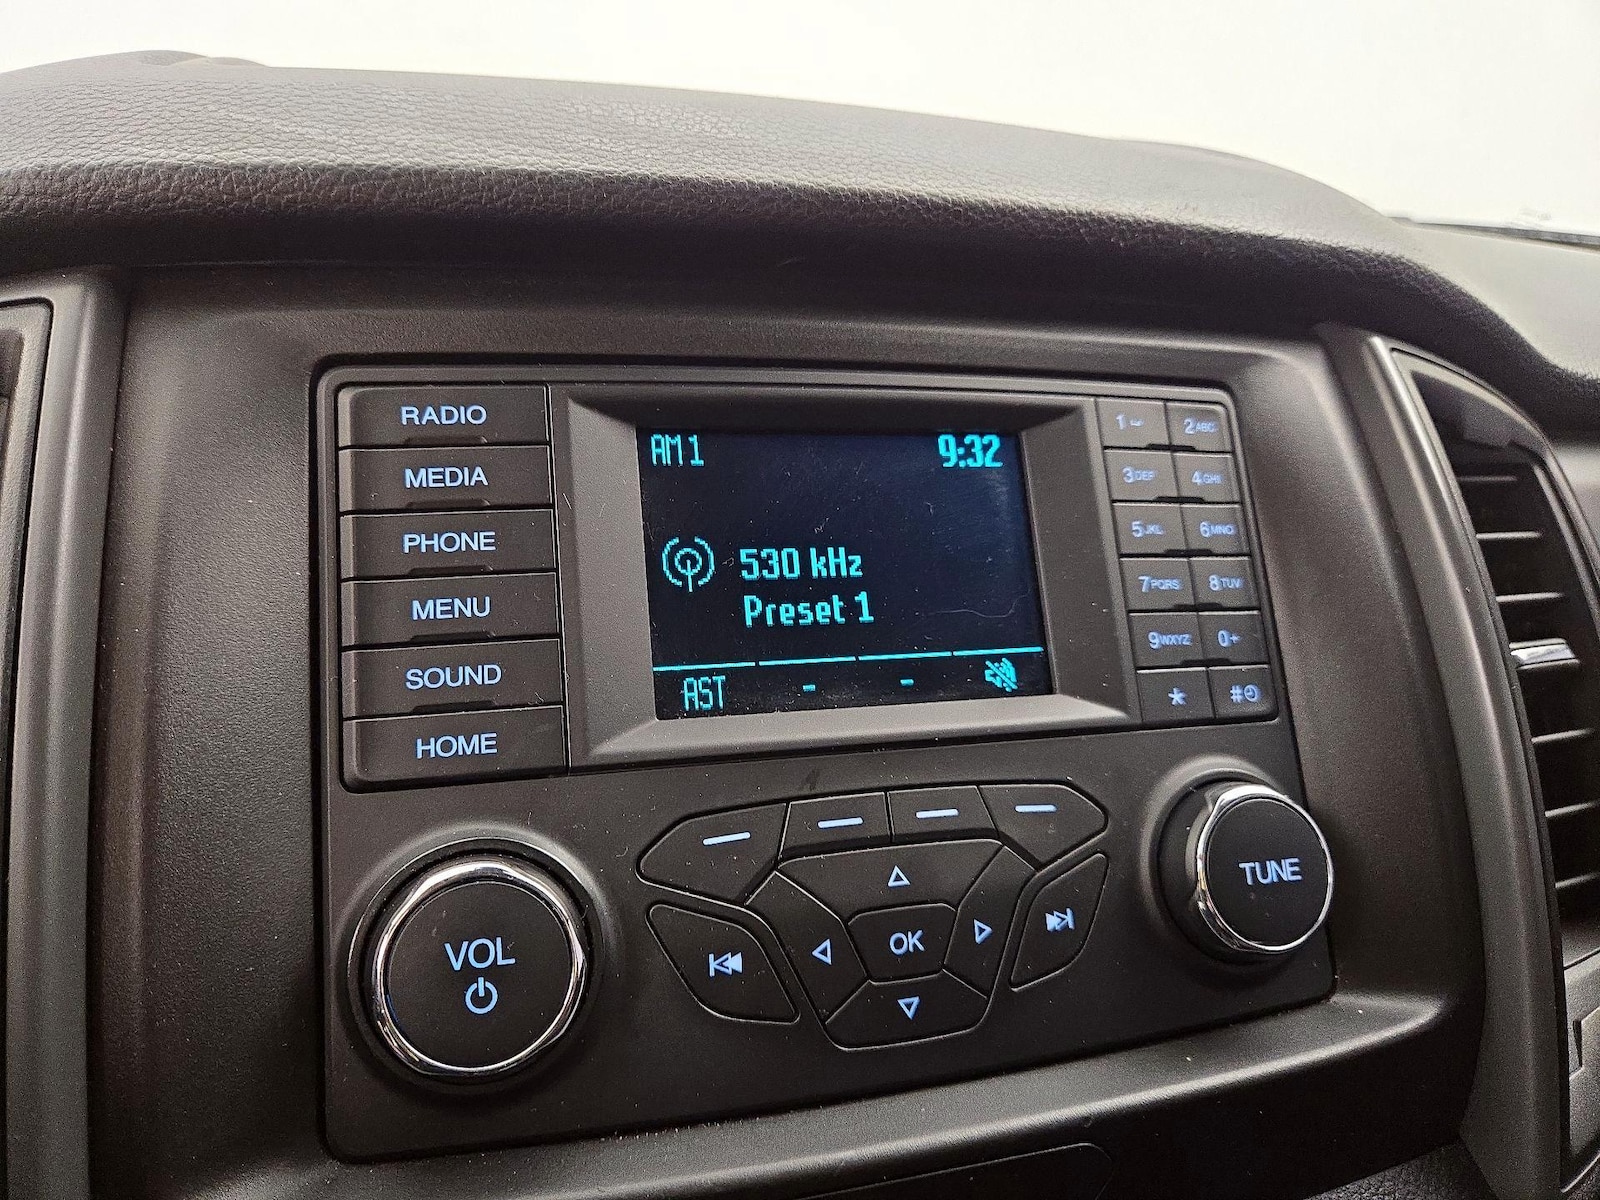 RADIO
MEDIA
PHONE
MENU
SOUND
HOME
AM1 9:32
530 kHz
Preset 1
AST - -
1 2ABC
3DEF 4GHI
5JKL 6MNO
7PQRS 8TUV
9WXYZ 0+
* #
VOL
OK
TUNE